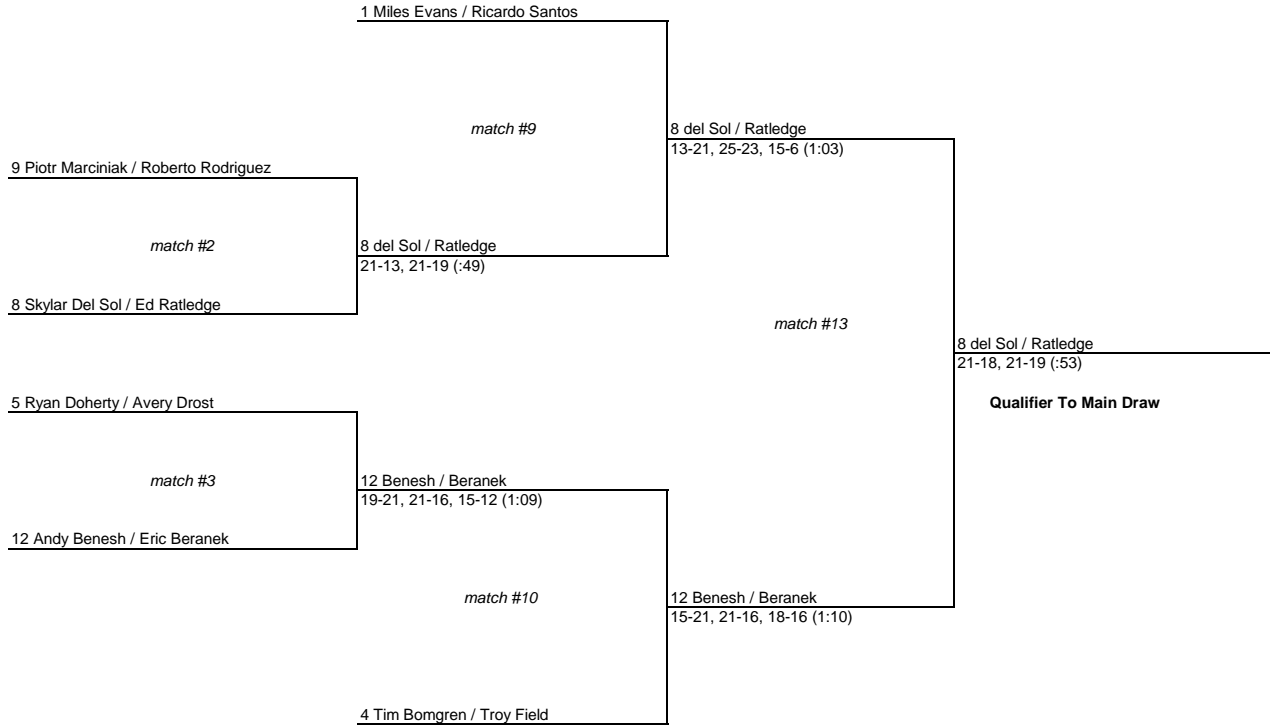 1 Miles Evans / Ricardo Santos
match #9
8 del Sol / Ratledge
13-21, 25-23, 15-6 (1:03)
9 Piotr Marciniak / Roberto Rodriguez
match #2
8 del Sol / Ratledge
21-13, 21-19 (:49)
8 Skylar Del Sol / Ed Ratledge
match #13
8 del Sol / Ratledge
21-18, 21-19 (:53)
Qualifier To Main Draw
5 Ryan Doherty / Avery Drost
match #3
12 Benesh / Beranek
19-21, 21-16, 15-12 (1:09)
12 Andy Benesh / Eric Beranek
match #10
12 Benesh / Beranek
15-21, 21-16, 18-16 (1:10)
4 Tim Bomgren / Troy Field